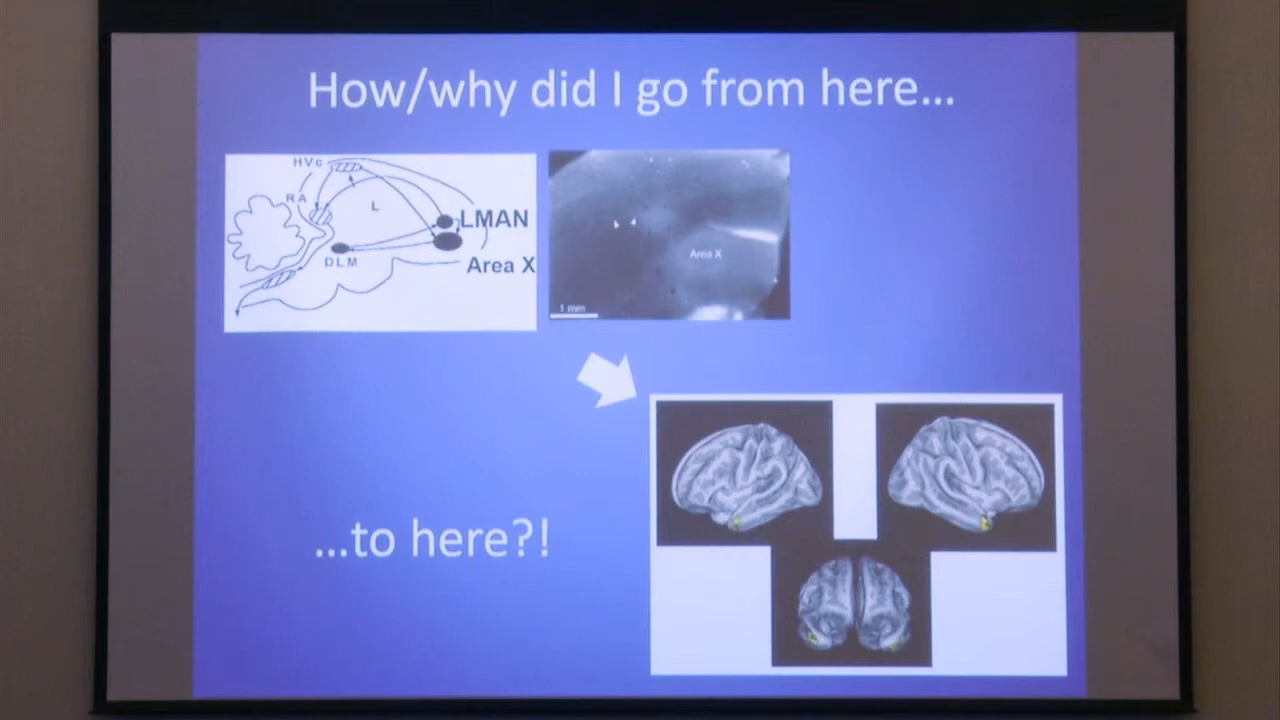 How/why did I go from here...
HVc
RA
L
LMAN
DLM
Area X
Area X
1 mm
...to here?!